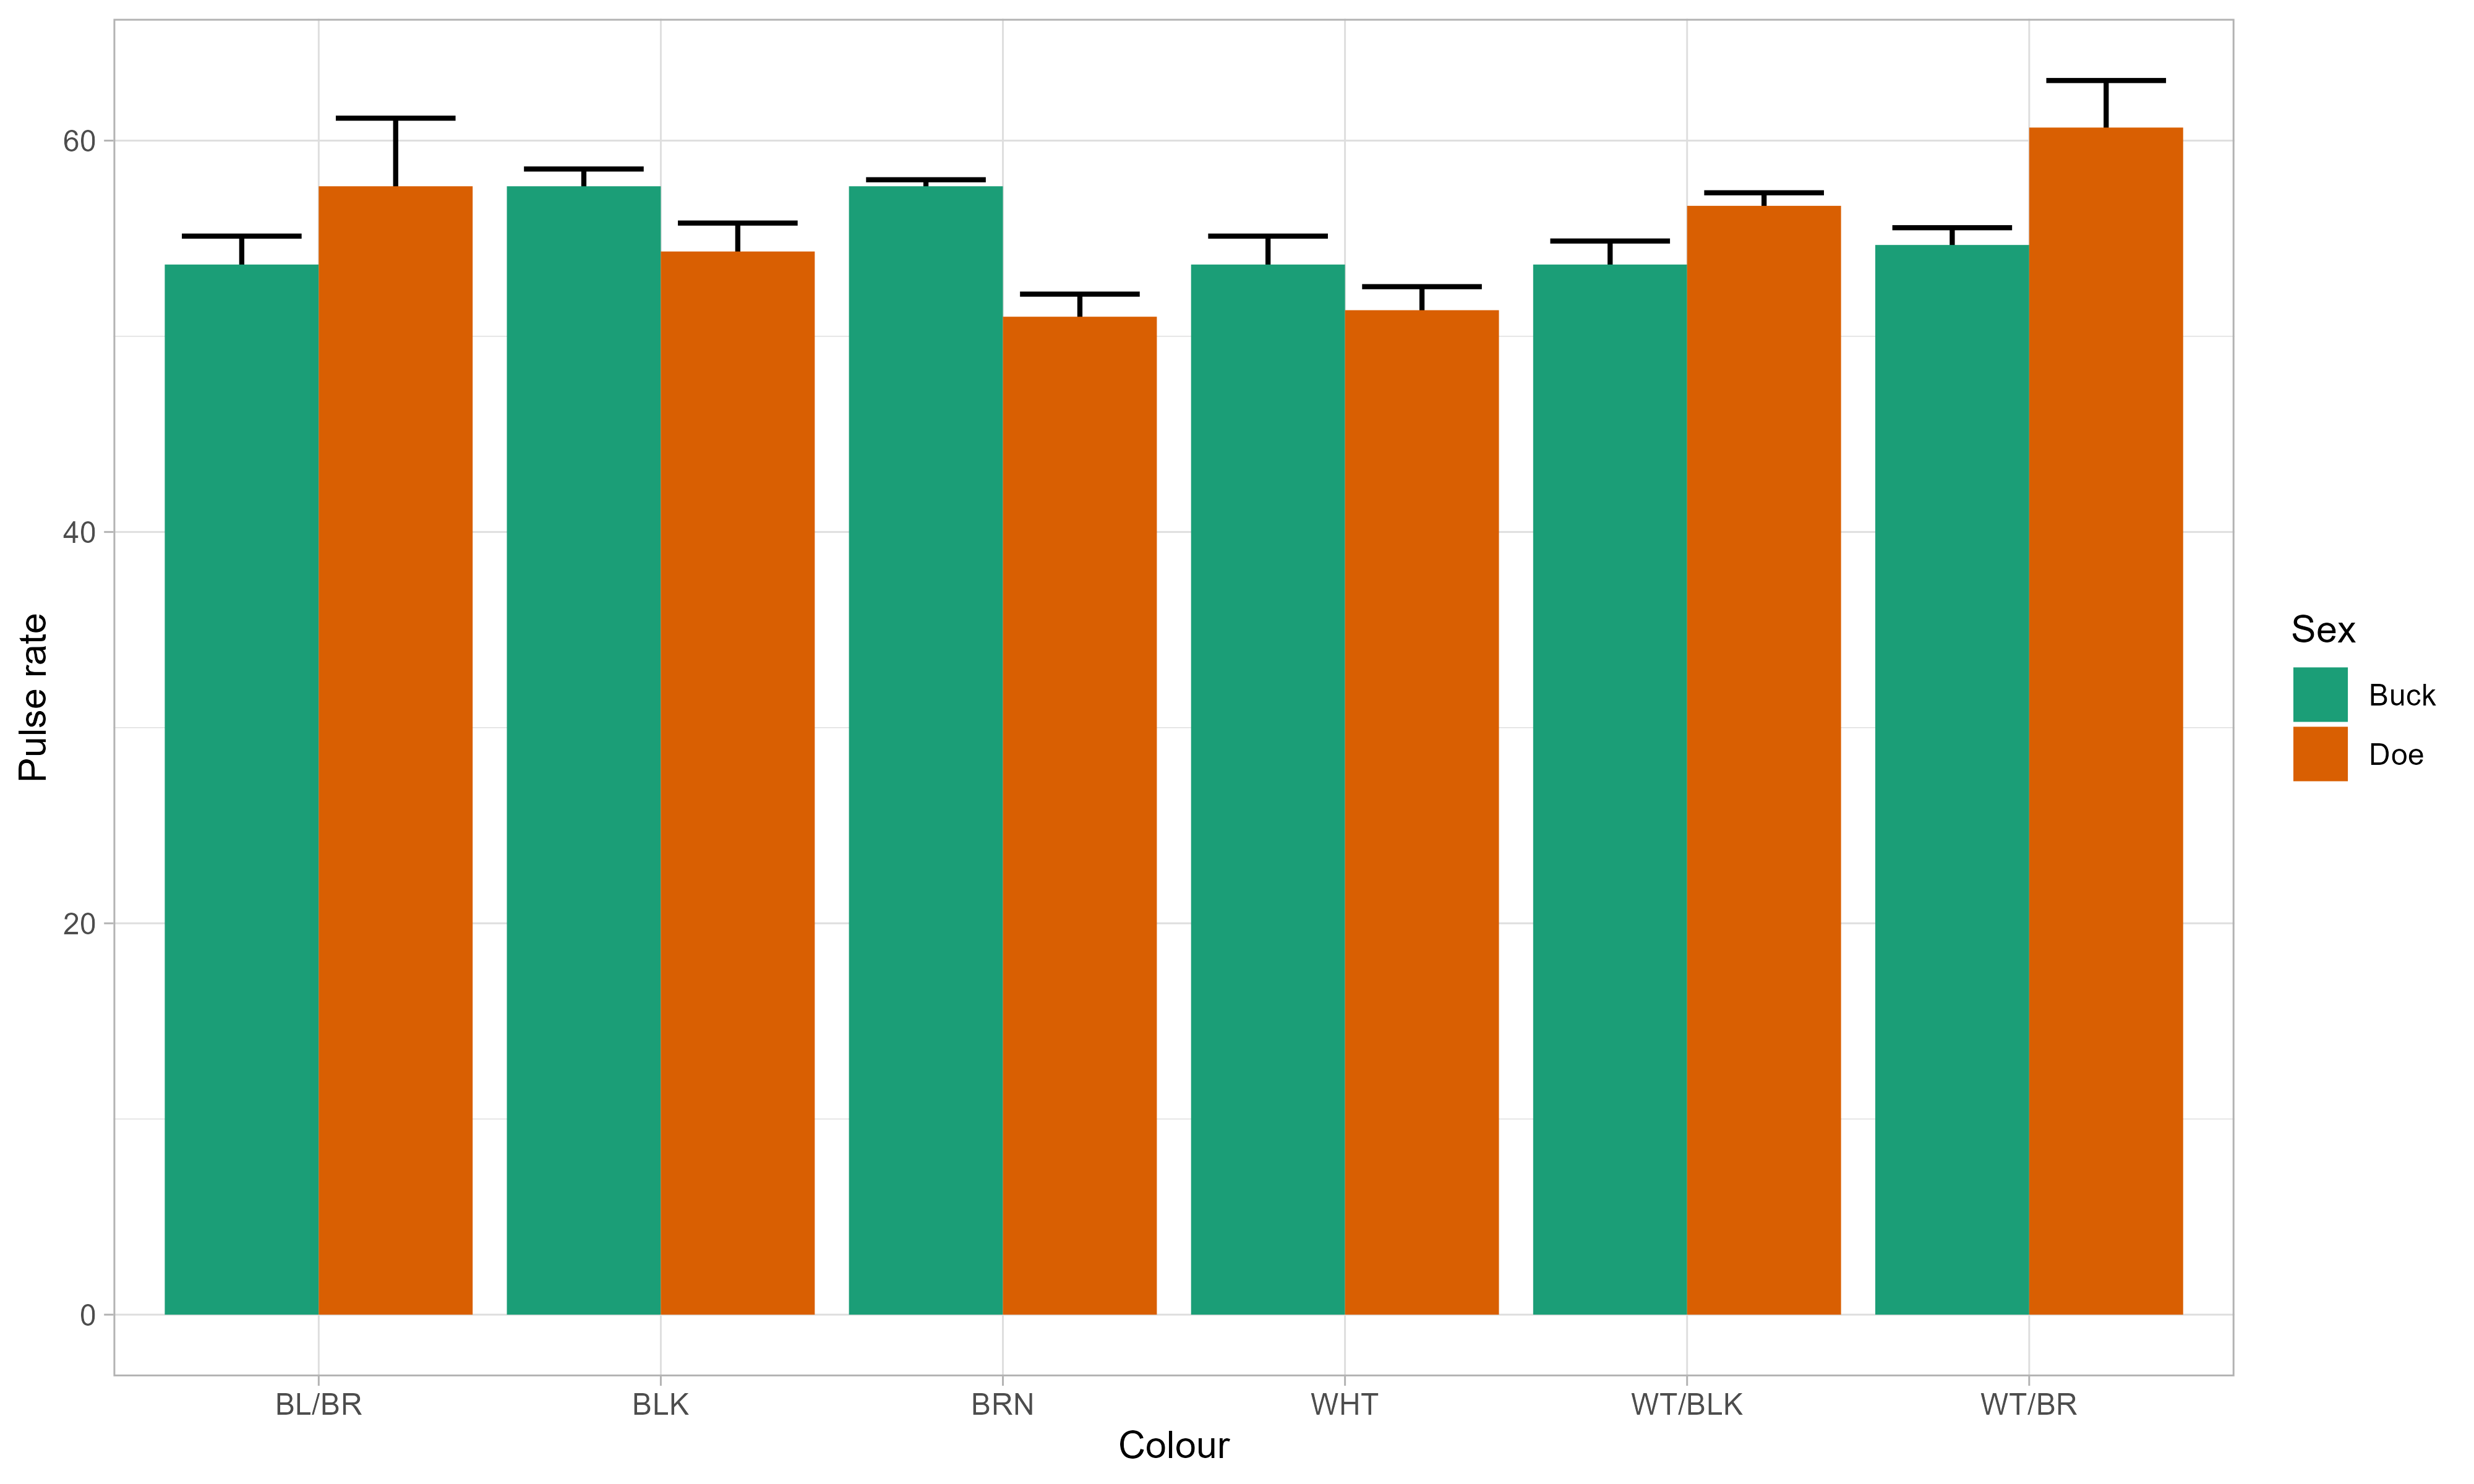 60
40
20
0
Pulse rate
BL/BR BLK BRN WHT WT/BLK WT/BR
Colour
Sex
Buck
Doe